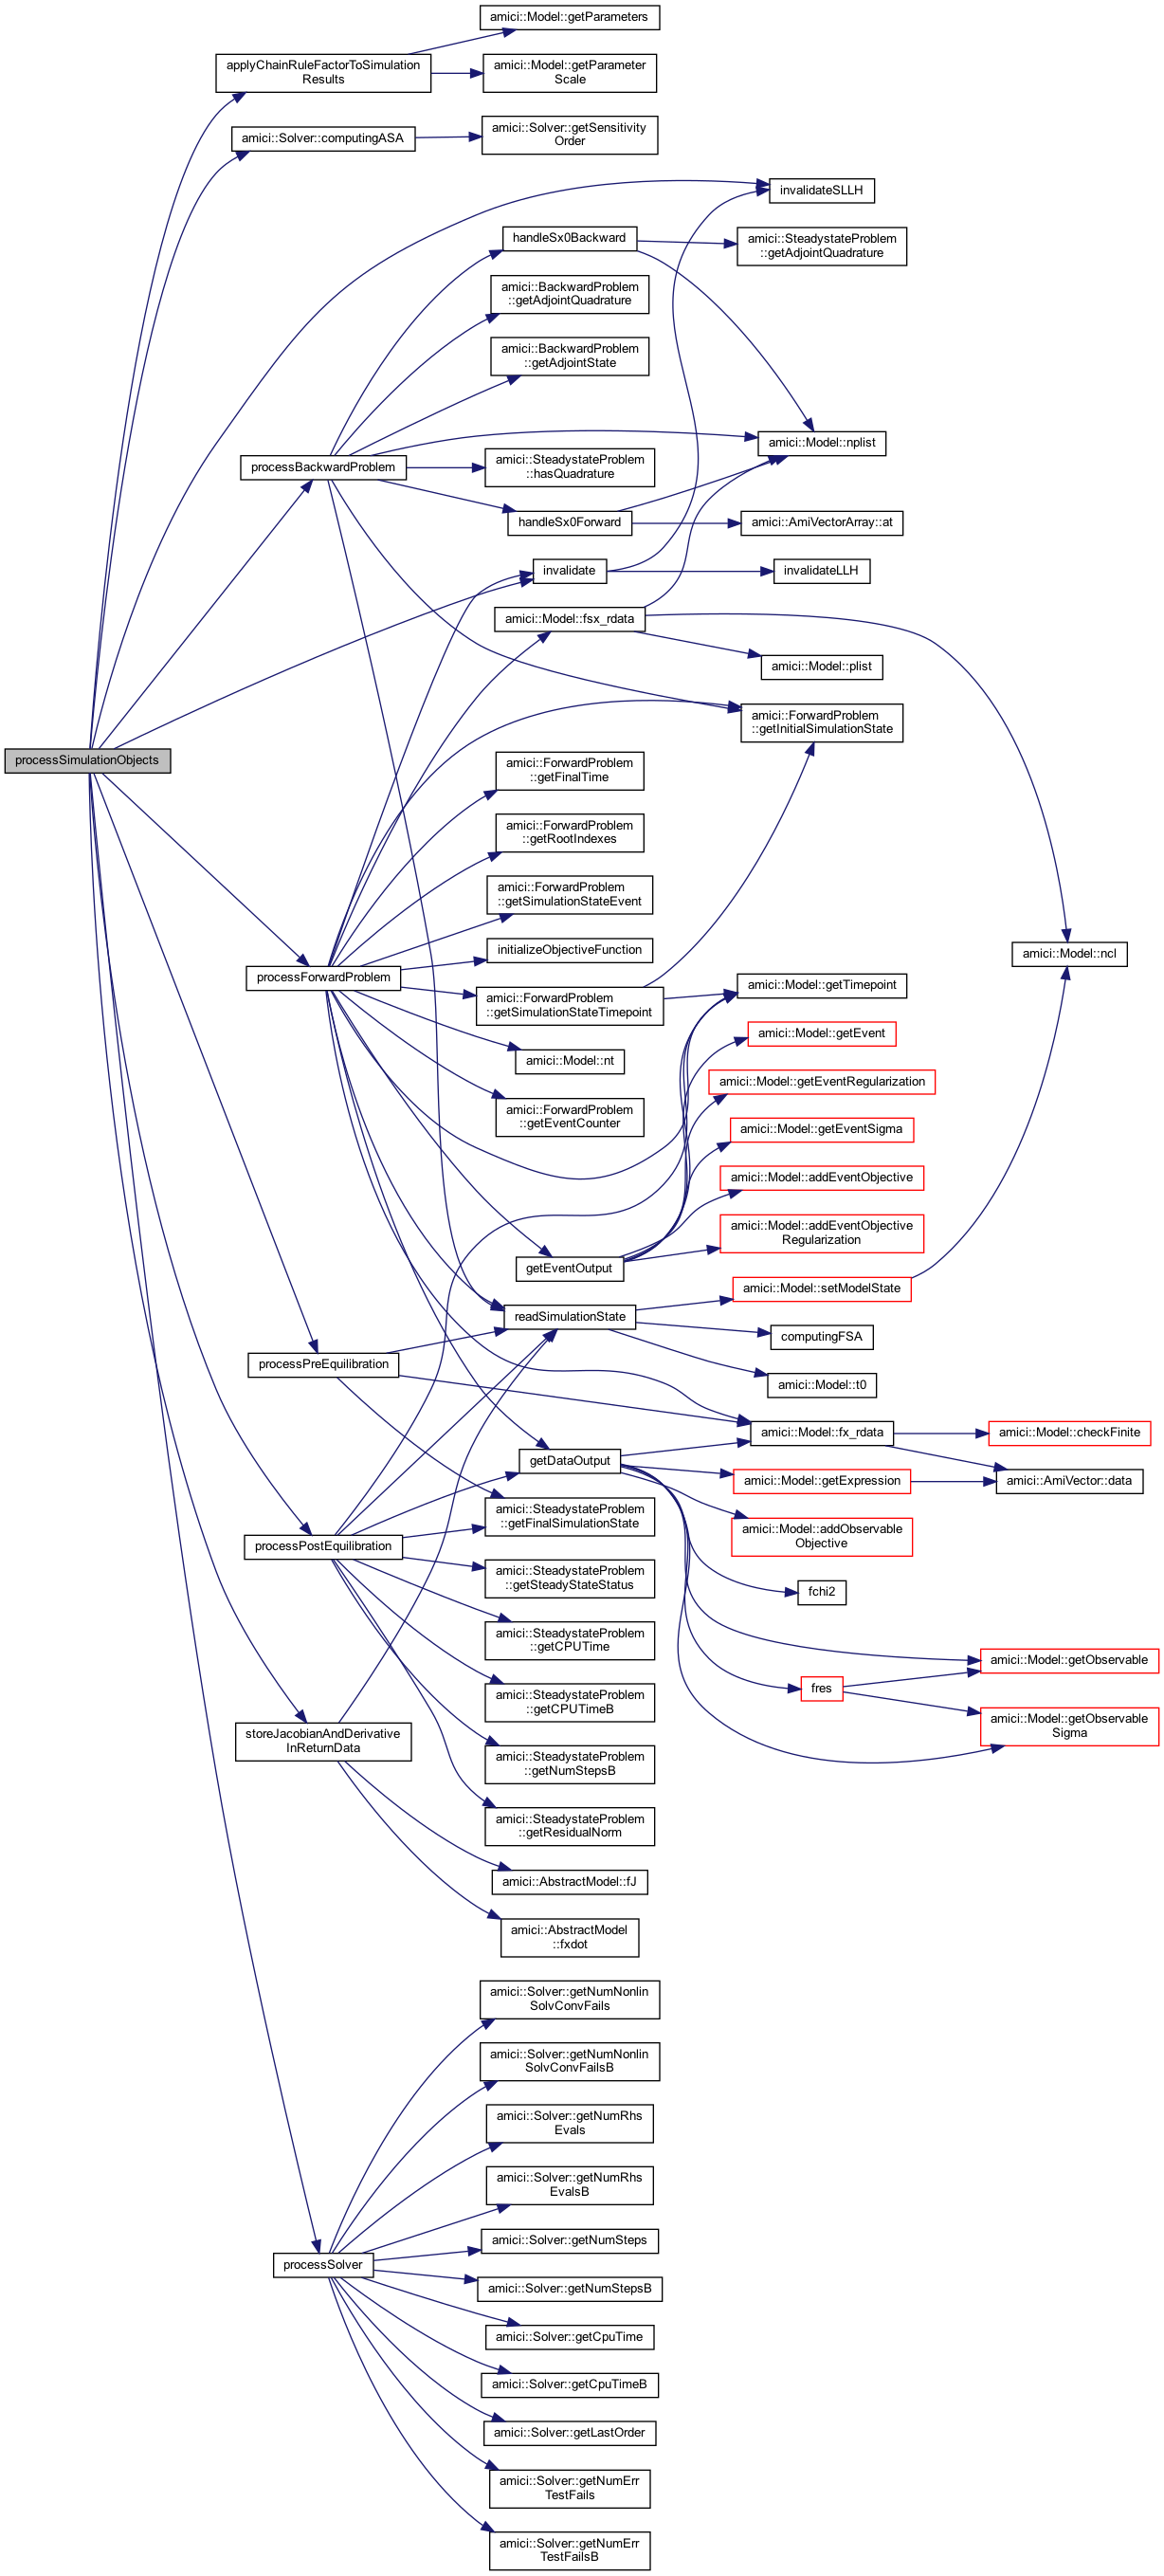 amici::Model::getParameters
applyChainRuleFactorToSimulation
Results
amici::Model::getParameter
Scale
amici::Solver::computingASA
amici::Solver::getSensitivity
Order
invalidateSLLH
handleSx0Backward
amici::SteadystateProblem
::getAdjointQuadrature
amici::BackwardProblem
::getAdjointQuadrature
amici::BackwardProblem
::getAdjointState
amici::Model::nplist
processBackwardProblem
amici::SteadystateProblem
::hasQuadrature
handleSx0Forward
amici::AmiVectorArray::at
invalidate
invalidateLLH
amici::Model::fsx_rdata
amici::Model::plist
amici::ForwardProblem
::getInitialSimulationState
processSimulationObjects
amici::ForwardProblem
::getFinalTime
amici::ForwardProblem
::getRootIndexes
amici::ForwardProblem
::getSimulationStateEvent
initializeObjectiveFunction
amici::Model::ncl
processForwardProblem
amici::ForwardProblem
::getSimulationStateTimepoint
amici::Model::getTimepoint
amici::Model::getEvent
amici::Model::nt
amici::Model::getEventRegularization
amici::ForwardProblem
::getEventCounter
amici::Model::getEventSigma
amici::Model::addEventObjective
amici::Model::addEventObjective
Regularization
getEventOutput
amici::Model::setModelState
readSimulationState
computingFSA
processPreEquilibration
amici::Model::t0
amici::Model::fx_rdata
amici::Model::checkFinite
getDataOutput
amici::Model::getExpression
amici::AmiVector::data
amici::SteadystateProblem
::getFinalSimulationState
amici::Model::addObservable
Objective
processPostEquilibration
amici::SteadystateProblem
::getSteadyStateStatus
fchi2
amici::SteadystateProblem
::getCPUTime
amici::Model::getObservable
amici::SteadystateProblem
::getCPUTimeB
fres
amici::Model::getObservable
Sigma
storeJacobianAndDerivative
InReturnData
amici::SteadystateProblem
::getNumStepsB
amici::SteadystateProblem
::getResidualNorm
amici::AbstractModel::fJ
amici::AbstractModel
::fxdot
amici::Solver::getNumNonlin
SolvConvFails
amici::Solver::getNumNonlin
SolvConvFailsB
amici::Solver::getNumRhs
Evals
amici::Solver::getNumRhs
EvalsB
amici::Solver::getNumSteps
processSolver
amici::Solver::getNumStepsB
amici::Solver::getCpuTime
amici::Solver::getCpuTimeB
amici::Solver::getLastOrder
amici::Solver::getNumErr
TestFails
amici::Solver::getNumErr
TestFailsB